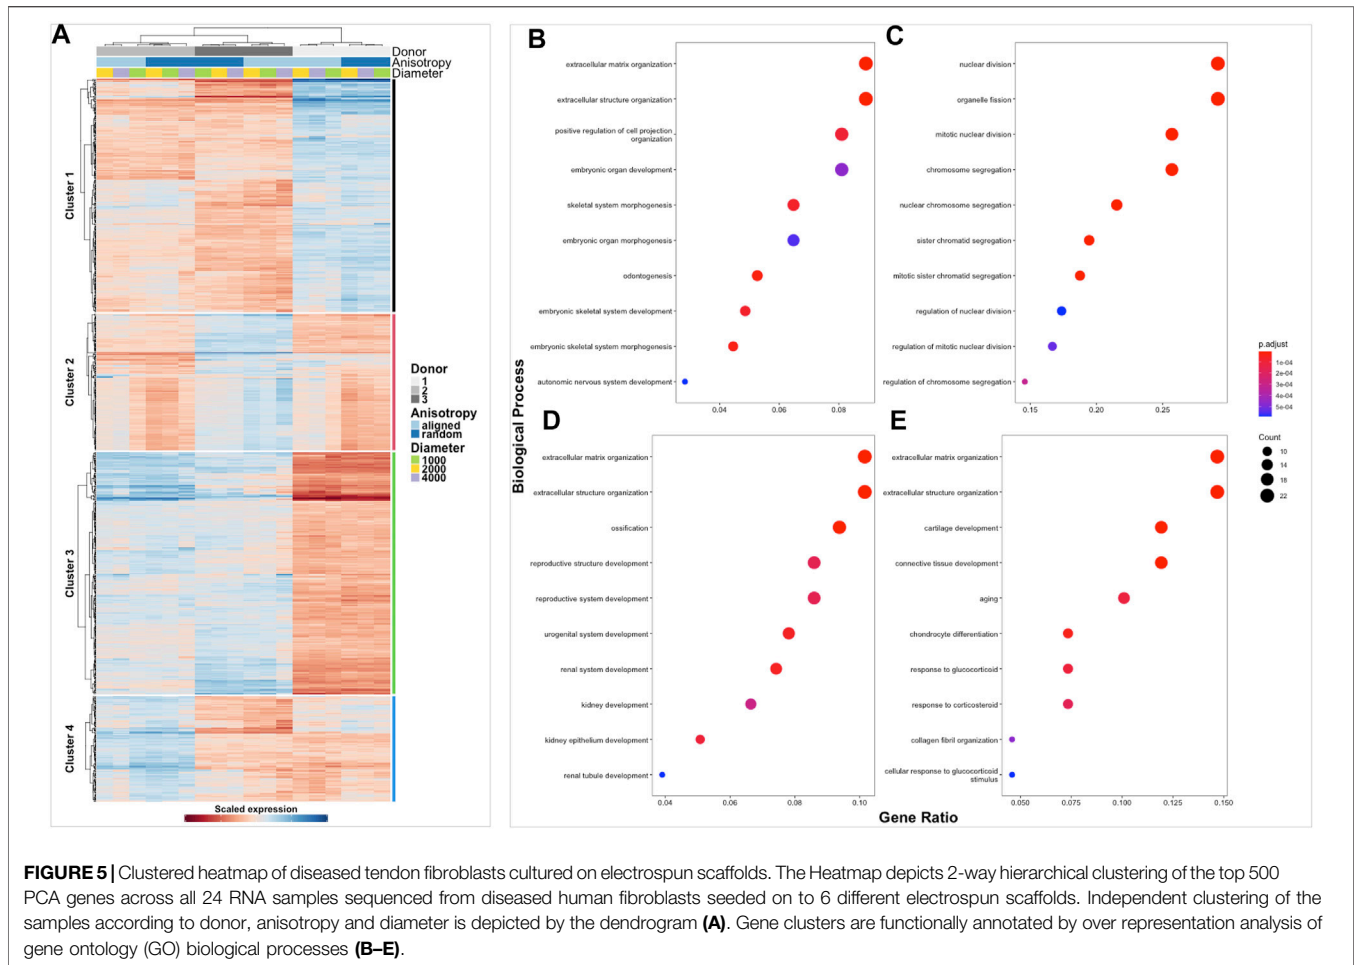 A
Donor
Anisotropy
Diameter
Cluster 1
Cluster 2
Cluster 3
Cluster 4
Donor
1
2
3
Anisotropy
aligned
random
Diameter
1000
2000
4000
Scaled expression
Biological Process
B
extracellular matrix organization
extracellular structure organization
positive regulation of cell projection
organization
embryonic organ development
skeletal system morphogenesis
embryonic organ morphogenesis
odontogenesis
embryonic skeletal system development
embryonic skeletal system morphogenesis
autonomic nervous system development
0.04 0.06 0.08
C
nuclear division
organelle fission
mitotic nuclear division
chromosome segregation
nuclear chromosome segregation
sister chromatid segregation
mitotic sister chromatid segregation
regulation of nuclear division
regulation of mitotic nuclear division
regulation of chromosome segregation
0.15 0.20 0.25
p.adjust
1e-04
2e-04
3e-04
4e-04
5e-04
Count
10
14
18
22
D
extracellular matrix organization
extracellular structure organization
ossification
reproductive structure development
reproductive system development
urogenital system development
renal system development
kidney development
kidney epithelium development
renal tubule development
0.04 0.06 0.08 0.10
E
extracellular matrix organization
extracellular structure organization
cartilage development
connective tissue development
aging
chondrocyte differentiation
response to glucocorticoid
response to corticosteroid
collagen fibril organization
cellular response to glucocorticoid
stimulus
0.050 0.075 0.100 0.125 0.150
Gene Ratio
FIGURE 5 | Clustered heatmap of diseased tendon fibroblasts cultured on electrospun scaffolds. The Heatmap depicts 2-way hierarchical clustering of the top 500
PCA genes across all 24 RNA samples sequenced from diseased human fibroblasts seeded on to 6 different electrospun scaffolds. Independent clustering of the
samples according to donor, anisotropy and diameter is depicted by the dendrogram (A). Gene clusters are functionally annotated by over representation analysis of
gene ontology (GO) biological processes (B–E).